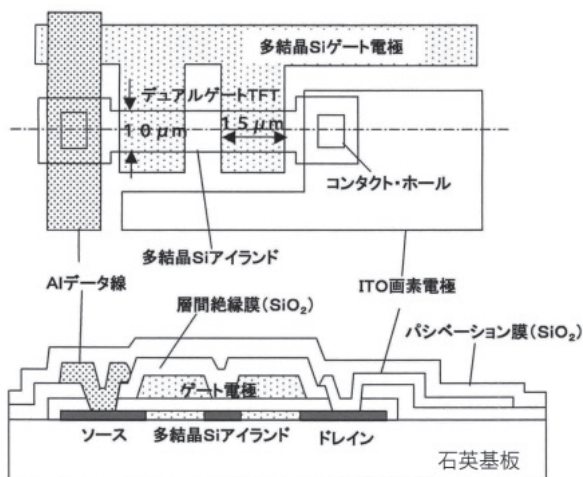 多結晶Siゲート電極
デュアルゲートTFT
10μm
15μm
コンタクト・ホール
多結晶Siアイランド
Alデータ線
ITO画素電極
層間絶縁膜(SiO₂)
パシベーション膜(SiO₂)
ゲート電極
ソース
多結晶Siアイランド
ドレイン
石英基板